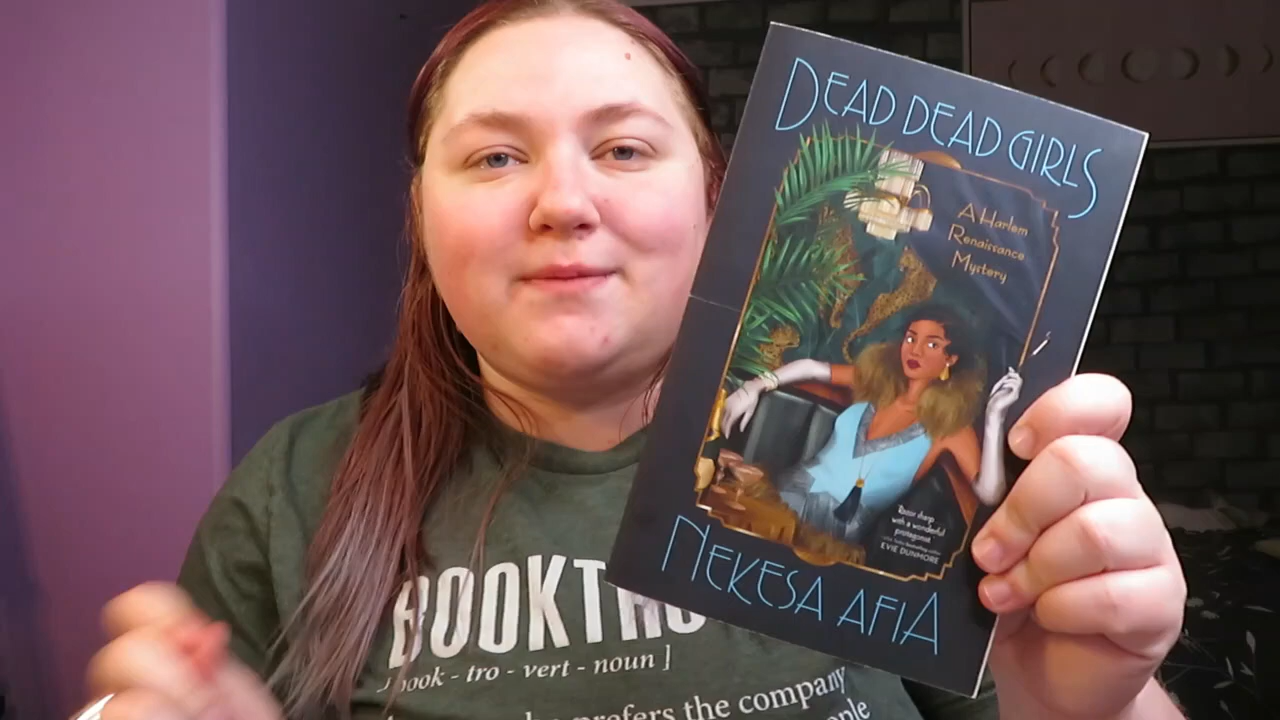 DEAD DEAD GIRLS
A Harlem
Renaissance
Mystery
'Razor sharp
with a wonderful
protagonist'
EVIE DUNMORE
NEKESA AFIA
BOOKTRO
book - tro - vert - noun ]
prefers the company